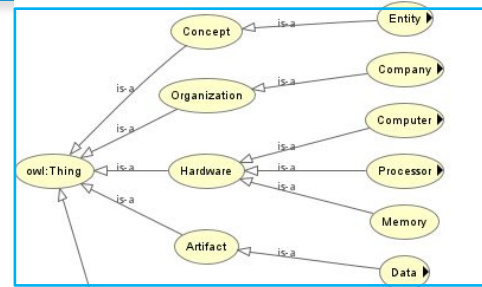 Entity
is-a
Concept
Company
is-a
is-a
Organization
Computer
is-a
is-a
owl:Thing
is-a
Hardware
is-a
Processor
is-a
is-a
Memory
Artifact
is-a
Data